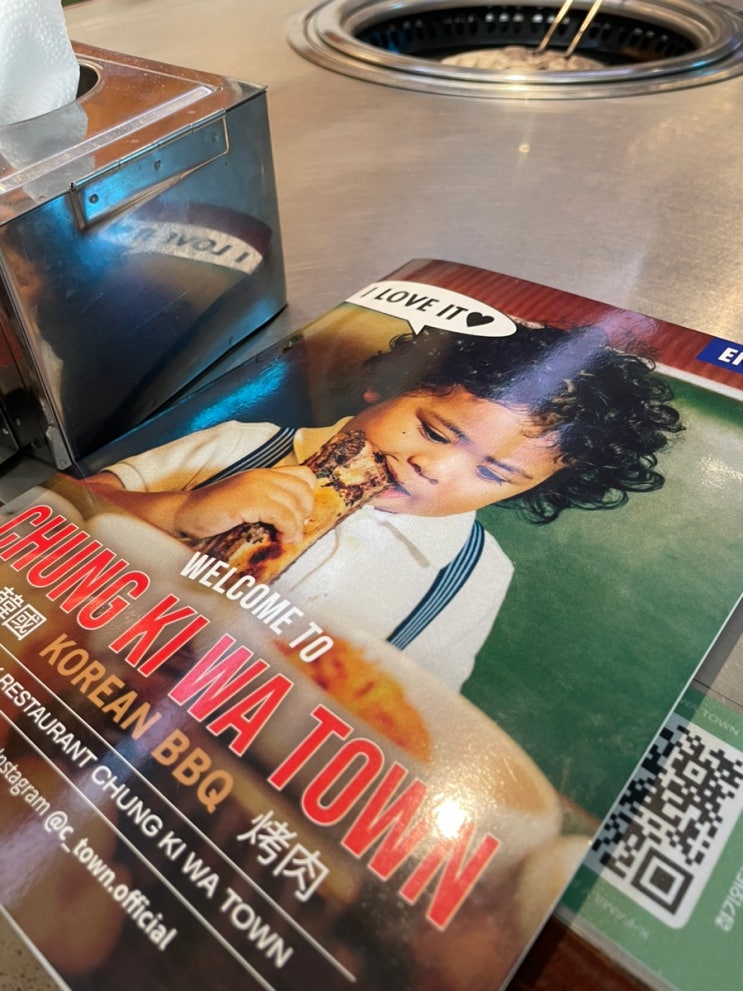 I LOVE IT♥
WELCOME TO
CHUNG KI WA TOWN
韓國 KOREAN BBQ 烤肉
RESTAURANT CHUNG KI WA TOWN
Instagram @c_town.official